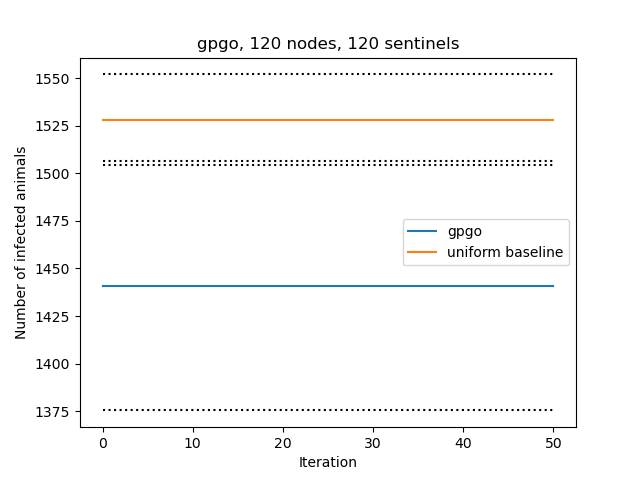 gpgo, 120 nodes, 120 sentinels
1550
1525
1500
1475
1450
1425
1400
1375
Number of infected animals
gpgo
uniform baseline
0 10 20 30 40 50
Iteration